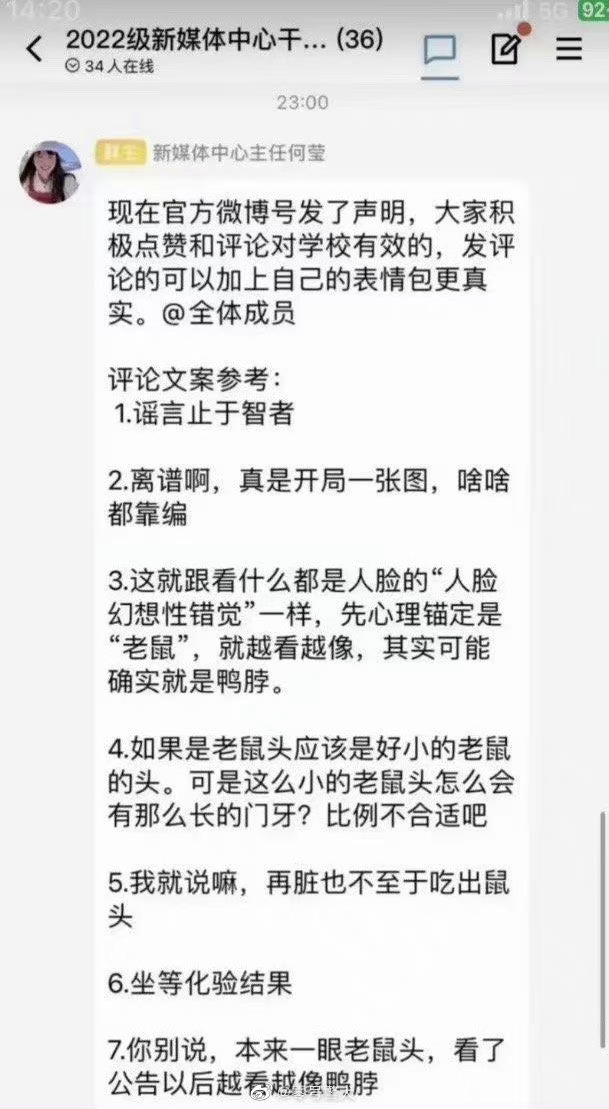 14:20
5G 92
2022级新媒体中心干... (36)
34人在线
23:00
群主 新媒体中心主任何莹
现在官方微博号发了声明，大家积
极点赞和评论对学校有效的，发评
论的可以加上自己的表情包更真
实。@全体成员
评论文案参考：
1.谣言止于智者
2.离谱啊，真是开局一张图，啥啥
都靠编
3.这就跟看什么都是人脸的“人脸
幻想性错觉”一样，先心理锚定是
“老鼠”，就越看越像，其实可能
确实就是鸭脖。
4.如果是老鼠头应该是好小的老鼠
的头。可是这么小的老鼠头怎么会
有那么长的门牙？比例不合适吧
5.我就说嘛，再脏也不至于吃出鼠
头
6.坐等化验结果
7.你别说，本来一眼老鼠头，看了
公告以后越看越像鸭脖